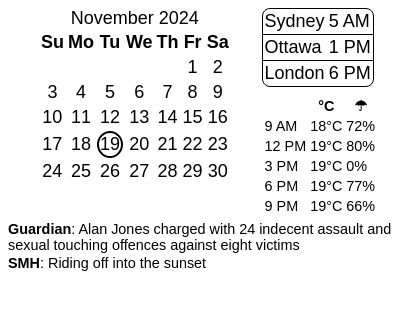 November 2024
Su Mo Tu We Th Fr Sa
1 2
3 4 5 6 7 8 9
10 11 12 13 14 15 16
17 18 19 20 21 22 23
24 25 26 27 28 29 30
Sydney 5 AM
Ottawa 1 PM
London 6 PM
°C ☂
9 AM 18°C 72%
12 PM 19°C 80%
3 PM 19°C 0%
6 PM 19°C 77%
9 PM 19°C 66%
Guardian: Alan Jones charged with 24 indecent assault and
sexual touching offences against eight victims
SMH: Riding off into the sunset